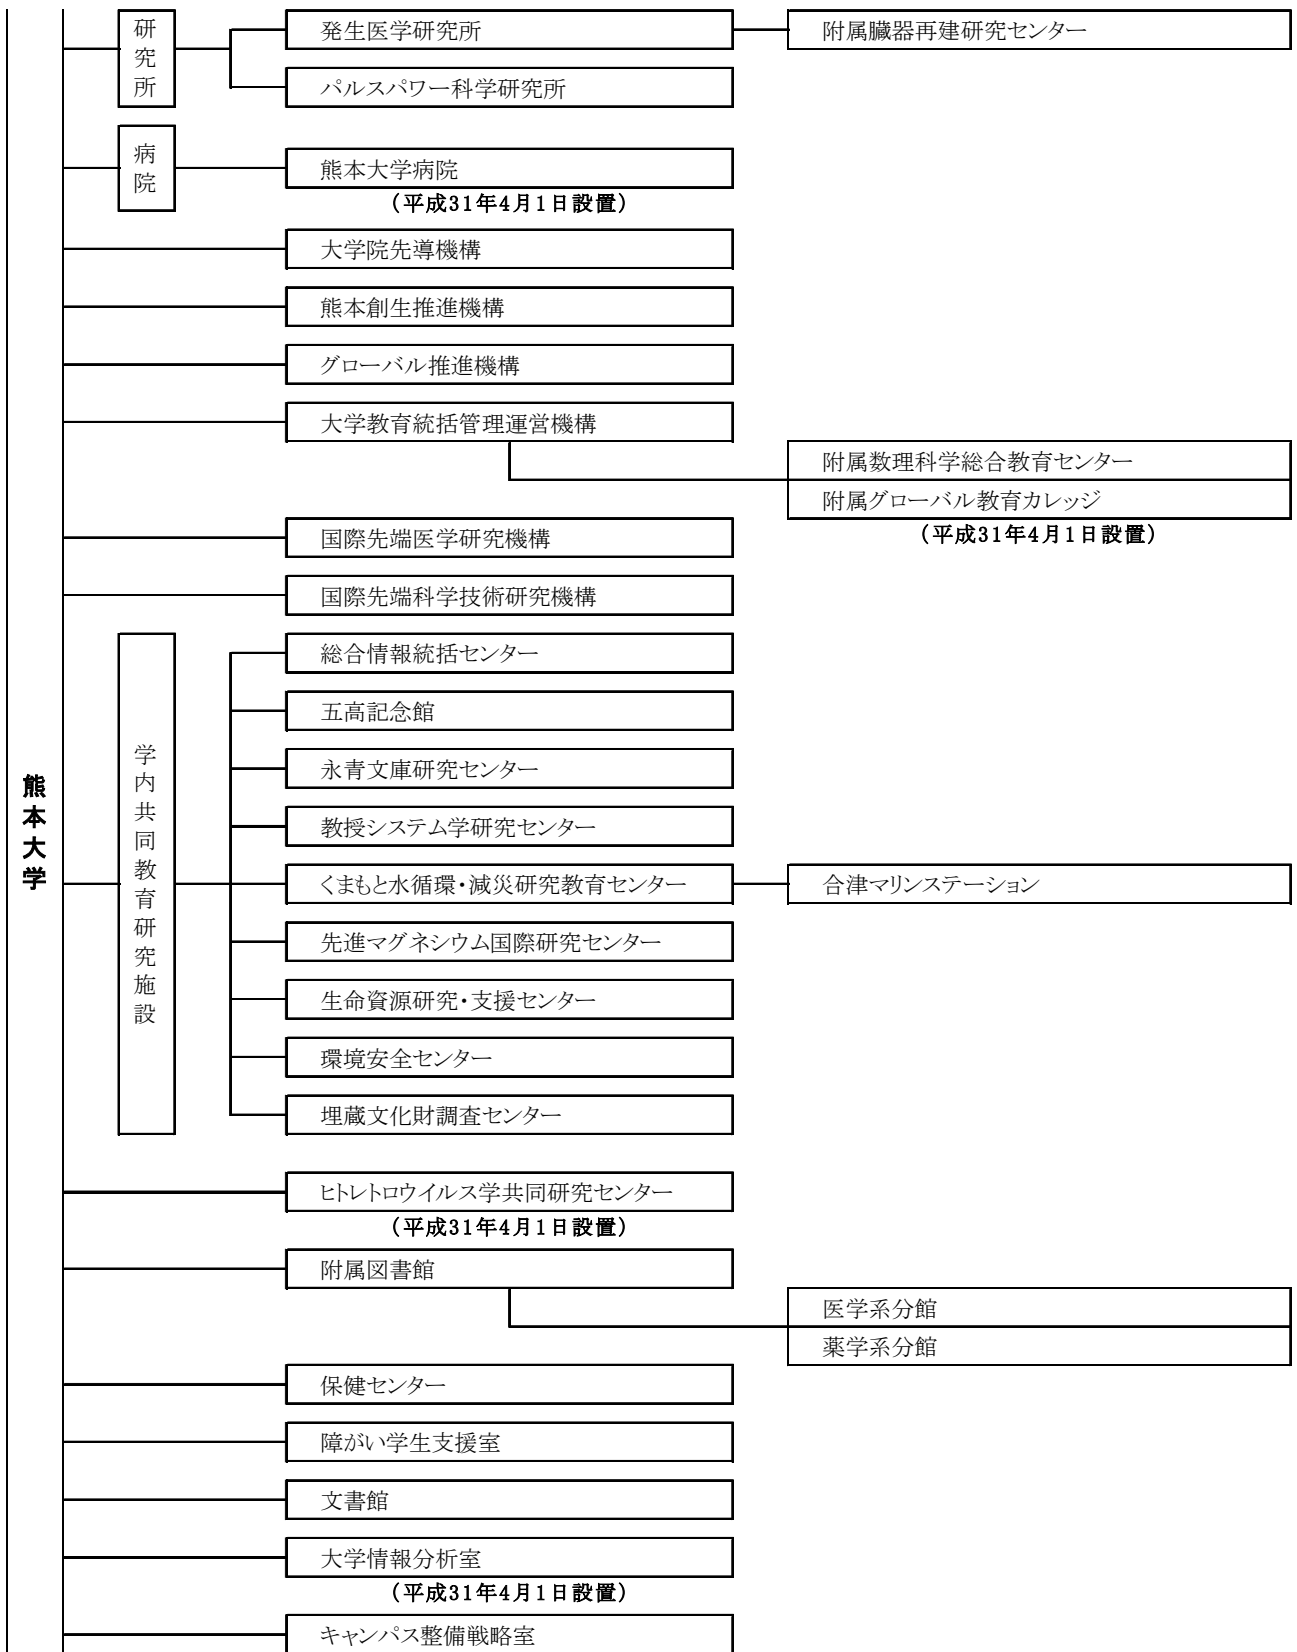 熊本大学
研究所
発生医学研究所
附属臓器再建研究センター
パルスパワー科学研究所
病院
熊本大学病院
（平成31年4月1日設置）
大学院先導機構
熊本創生推進機構
グローバル推進機構
大学教育統括管理運営機構
附属数理科学総合教育センター
附属グローバル教育カレッジ
（平成31年4月1日設置）
国際先端医学研究機構
国際先端科学技術研究機構
学内共同教育研究施設
総合情報統括センター
五高記念館
永青文庫研究センター
教授システム学研究センター
くまもと水循環・減災研究教育センター
合津マリンステーション
先進マグネシウム国際研究センター
生命資源研究・支援センター
環境安全センター
埋蔵文化財調査センター
ヒトレトロウイルス学共同研究センター
（平成31年4月1日設置）
附属図書館
医学系分館
薬学系分館
保健センター
障がい学生支援室
文書館
大学情報分析室
（平成31年4月1日設置）
キャンパス整備戦略室